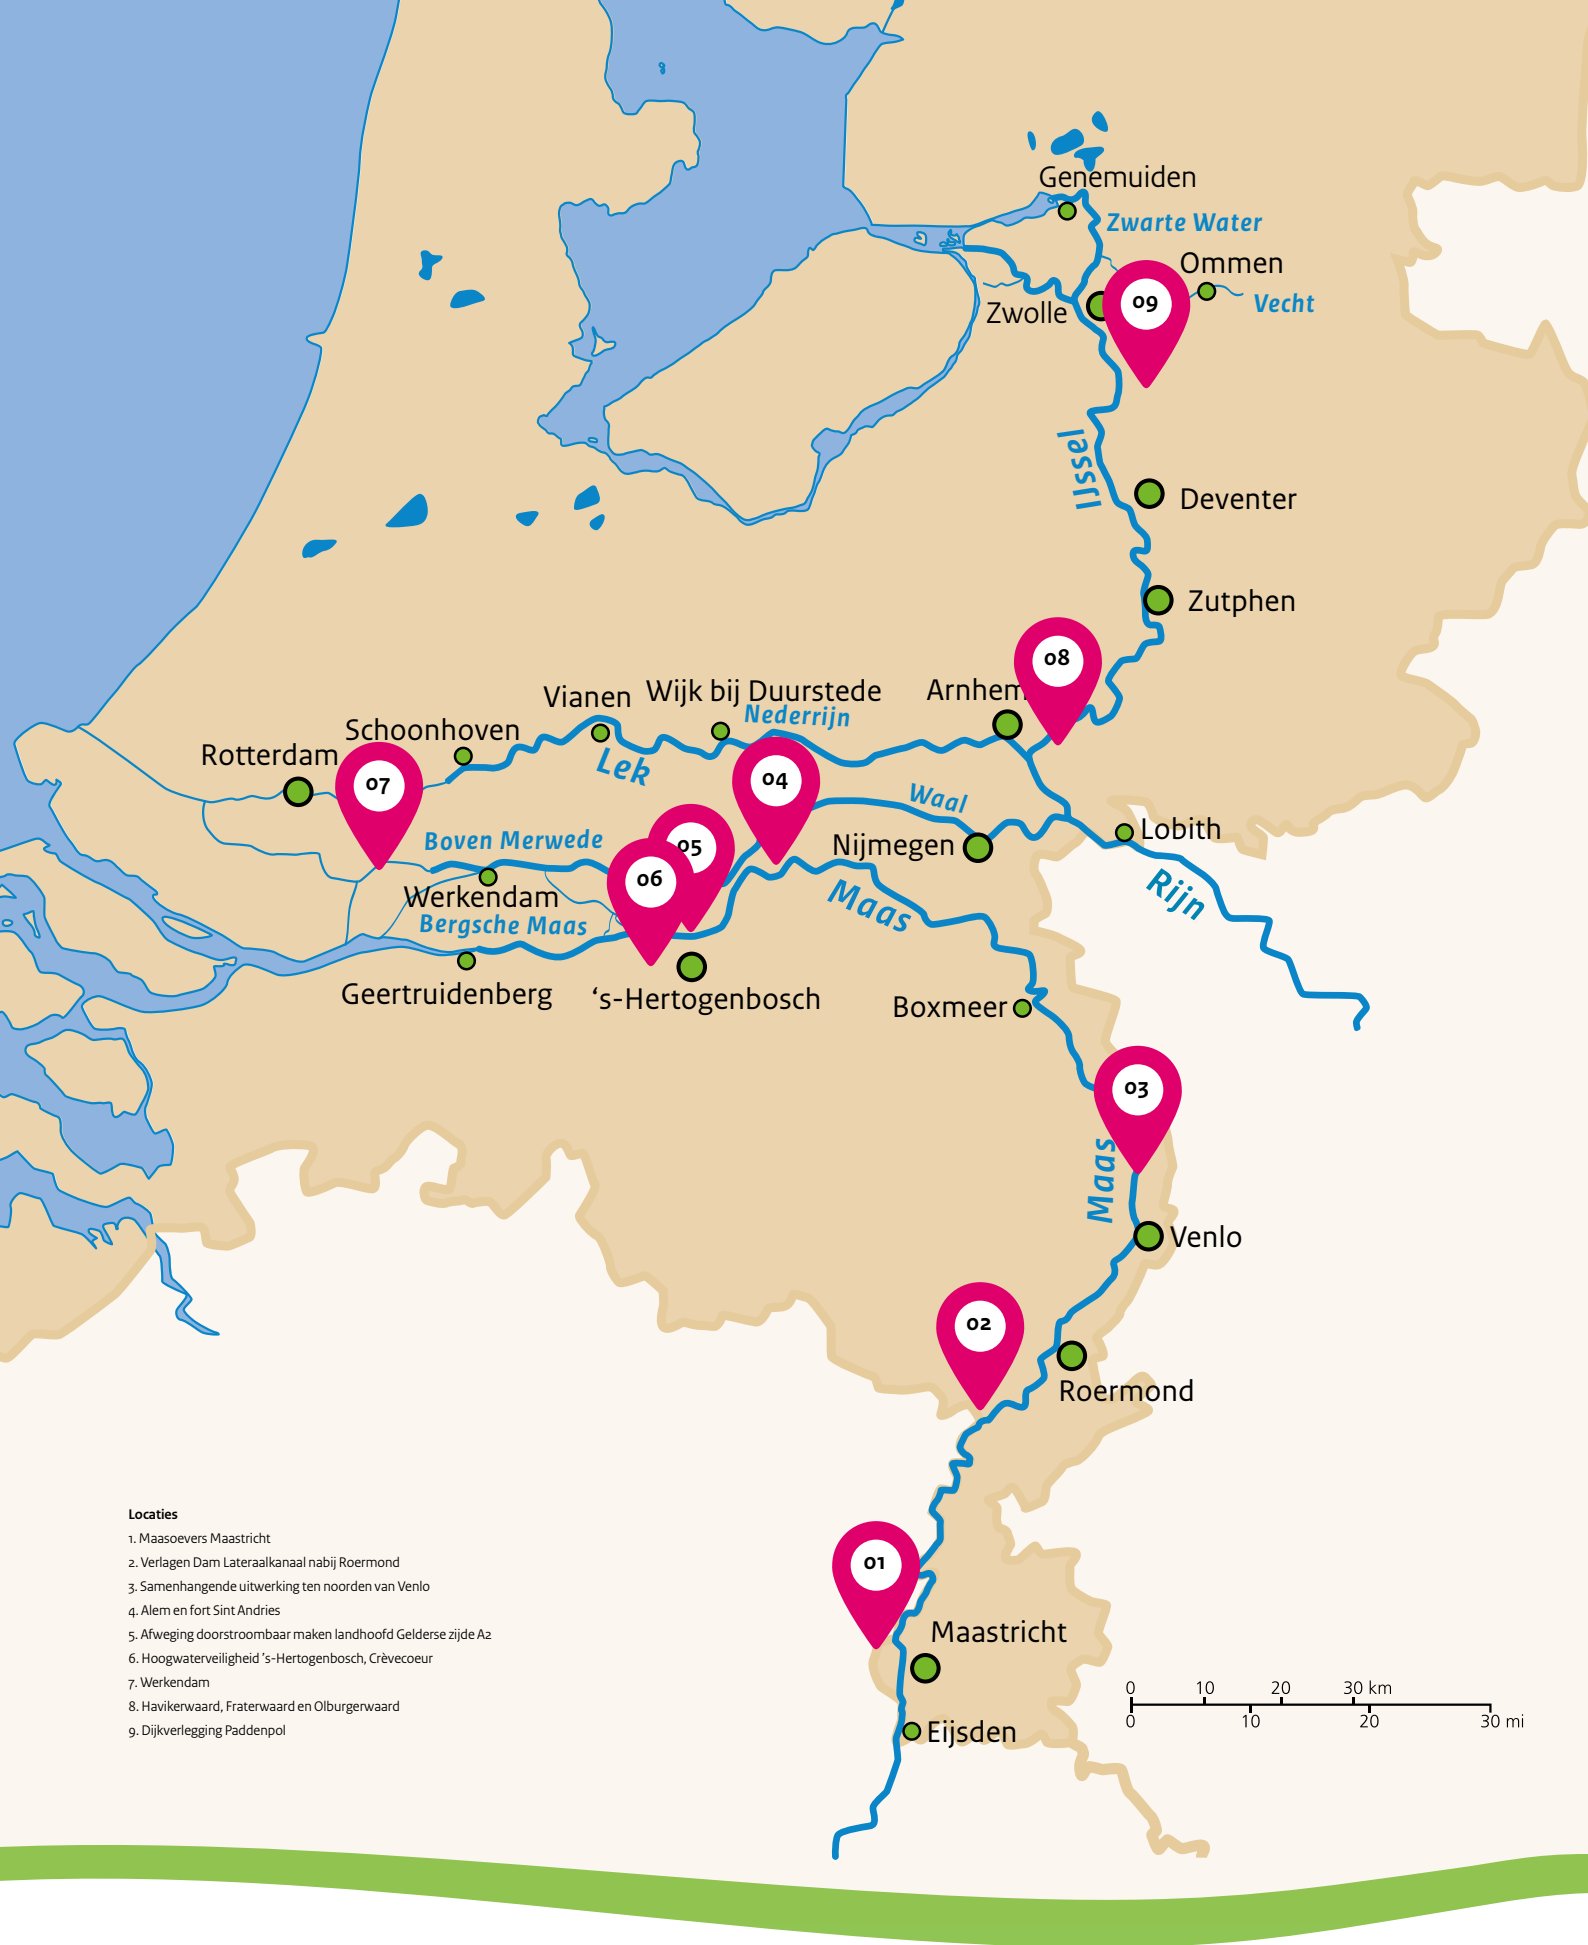 Genemuiden
Zwarte Water
Ommen
Vecht
Zwolle
09
IJssel
Deventer
Zutphen
08
Arnhem
Wijk bij Duurstede
Vianen
Nederrijn
Schoonhoven
Rotterdam
Lek
07
04
Waal
Nijmegen
Lobith
Boven Merwede
05
06
Werkendam
Maas
Rijn
Bergsche Maas
Geertruidenberg
‘s-Hertogenbosch
Boxmeer
03
Maas
Venlo
02
Roermond
01
Maastricht
Eijsden
0 10 20 30 km
0 10 20 30 mi
Locaties
1. Maasoevers Maastricht
2. Verlagen Dam Lateraalkanaal nabij Roermond
3. Samenhangende uitwerking ten noorden van Venlo
4. Alem en fort Sint Andries
5. Afweging doorstroombaar maken landhoofd Gelderse zijde A2
6. Hoogwaterveiligheid ’s-Hertogenbosch, Crèvecoeur
7. Werkendam
8. Havikerwaard, Fraterwaard en Olburgerwaard
9. Dijkverlegging Paddenpol